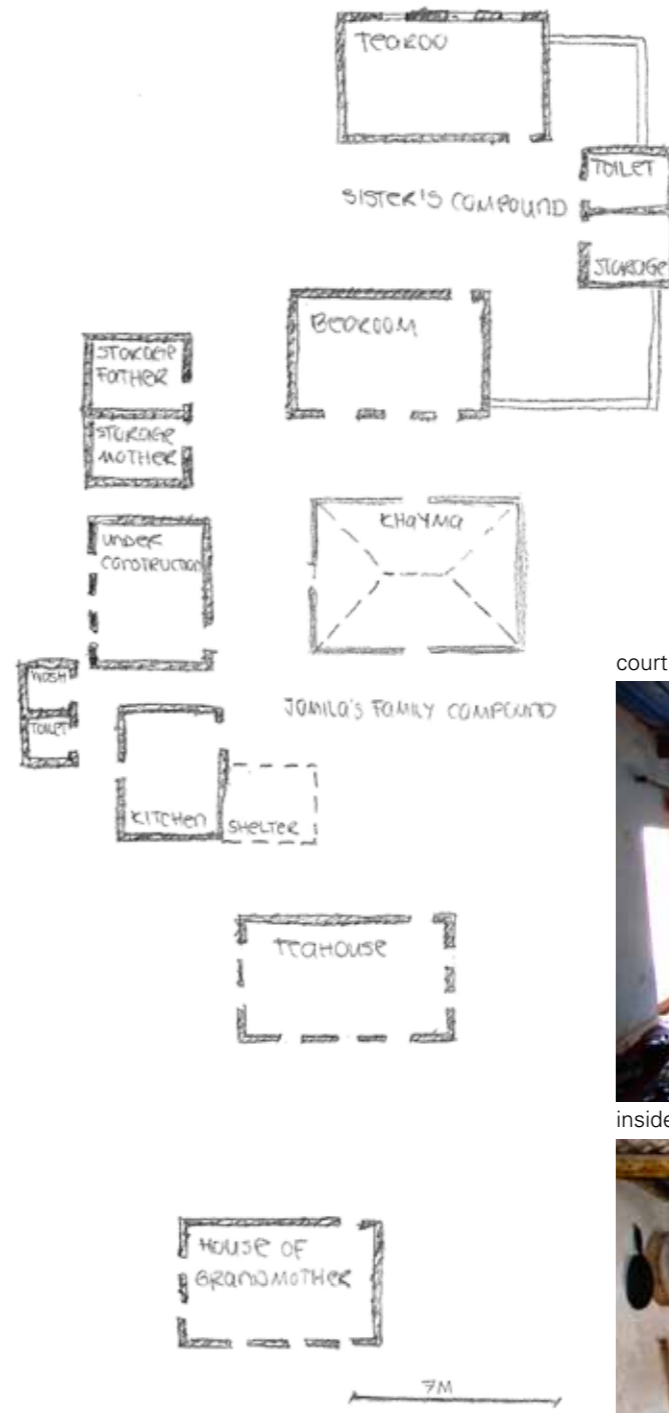 TEAROO
TOILET
SISTER'S COMPOUND
STORAGE
BEDROOM
STORAGE
FATHER
STORAGE
MOTHER
KHAYMA
UNDER
CONSTRUCTION
WASH
TOILET
JAMILA'S FAMILY COMPOUND
KITCHEN
SHELTER
court
TEAHOUSE
inside
HOUSE OF
GRANDMOTHER
7M